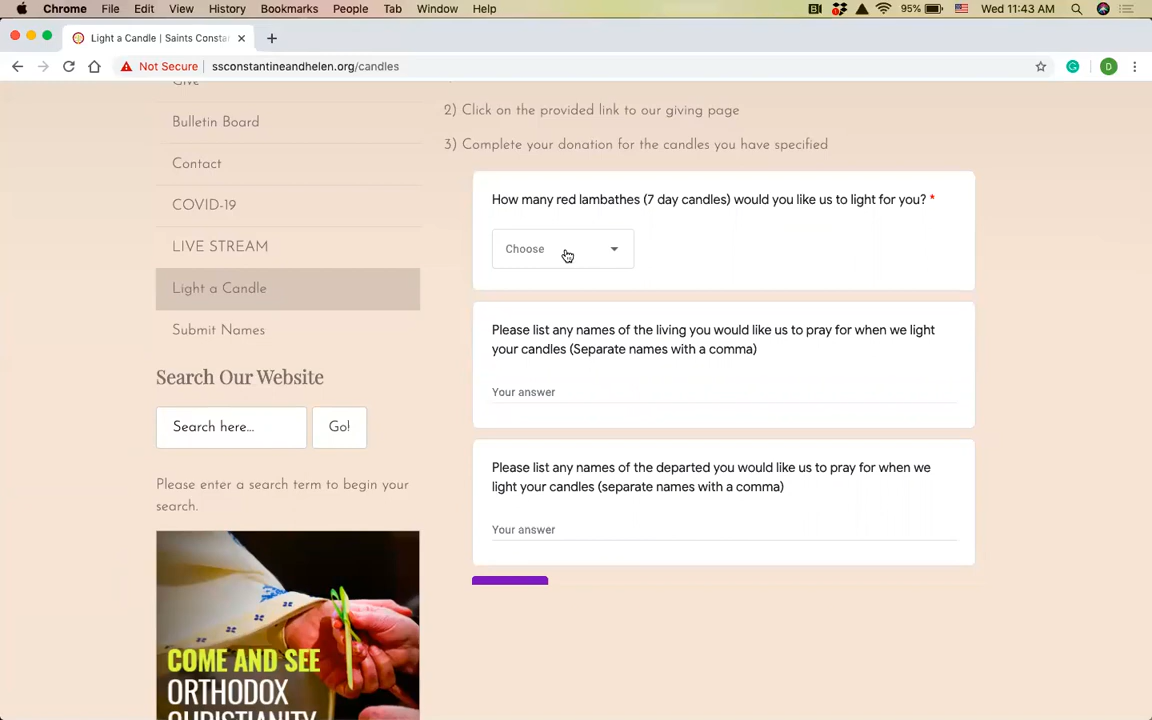 Chrome File Edit View History Bookmarks People Tab Window Help 95% Wed 11:43 AM
Light a Candle | Saints Consta
Not Secure ssconstantineandhelen.org/candles D
Give
Bulletin Board
Contact
COVID-19
LIVE STREAM
Light a Candle
Submit Names
Search Our Website
Search here... Go!
Please enter a search term to begin your
search.
COME AND SEE
ORTHODOX
CHRISTIANITY
2) Click on the provided link to our giving page
3) Complete your donation for the candles you have specified
How many red lambathes (7 day candles) would you like us to light for you? *
Choose
Please list any names of the living you would like us to pray for when we light
your candles (Separate names with a comma)
Your answer
Please list any names of the departed you would like us to pray for when we
light your candles (separate names with a comma)
Your answer